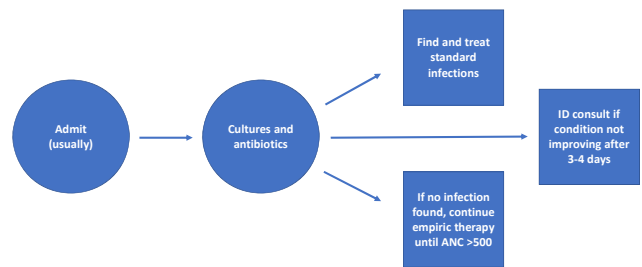 Admit
(usually)
Cultures and
antibiotics
Find and treat
standard
infections
ID consult if
condition not
improving after
3-4 days
If no infection
found, continue
empiric therapy
until ANC >500